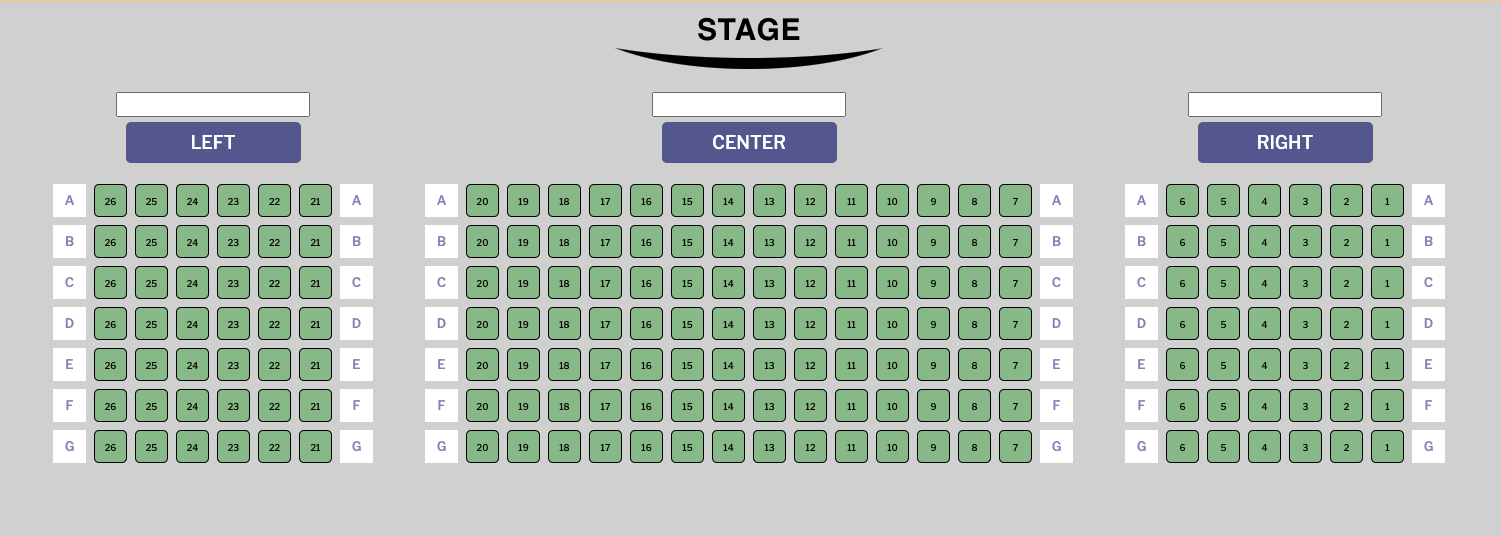 STAGE
LEFT CENTER RIGHT
A 26 25 24 23 22 21 A A 20 19 18 17 16 15 14 13 12 11 10 9 8 7 A A 6 5 4 3 2 1 A
B 26 25 24 23 22 21 B B 20 19 18 17 16 15 14 13 12 11 10 9 8 7 B B 6 5 4 3 2 1 B
C 26 25 24 23 22 21 C C 20 19 18 17 16 15 14 13 12 11 10 9 8 7 C C 6 5 4 3 2 1 C
D 26 25 24 23 22 21 D D 20 19 18 17 16 15 14 13 12 11 10 9 8 7 D D 6 5 4 3 2 1 D
E 26 25 24 23 22 21 E E 20 19 18 17 16 15 14 13 12 11 10 9 8 7 E E 6 5 4 3 2 1 E
F 26 25 24 23 22 21 F F 20 19 18 17 16 15 14 13 12 11 10 9 8 7 F F 6 5 4 3 2 1 F
G 26 25 24 23 22 21 G G 20 19 18 17 16 15 14 13 12 11 10 9 8 7 G G 6 5 4 3 2 1 G